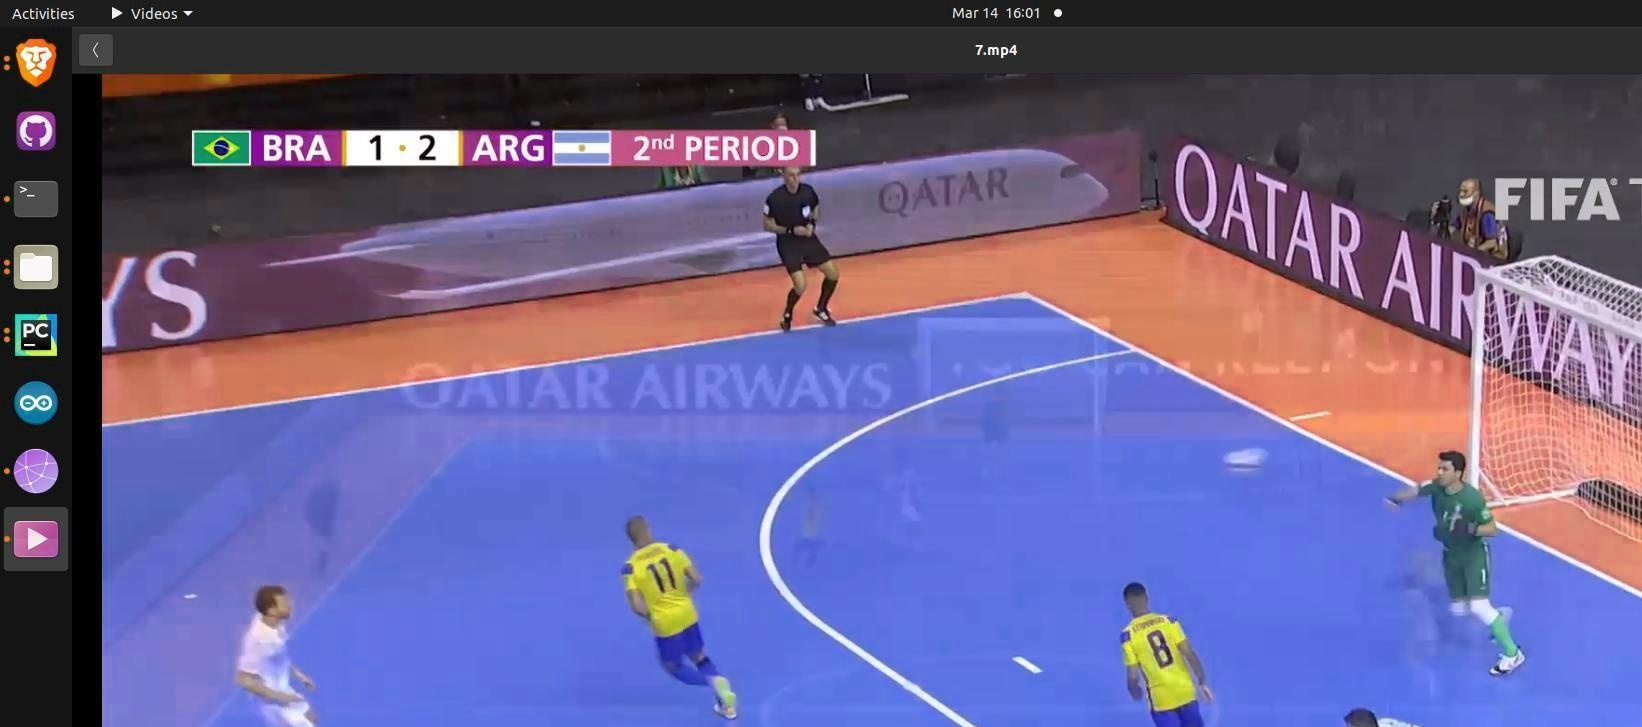 Activities
Videos
Mar 14 16:01
7.mp4
BRA 1 · 2 ARG 2nd PERIOD
QATAR
QATAR AIRWAYS
FIFA
YS
QATAR AIRWAYS
11
8
1
>_
PC